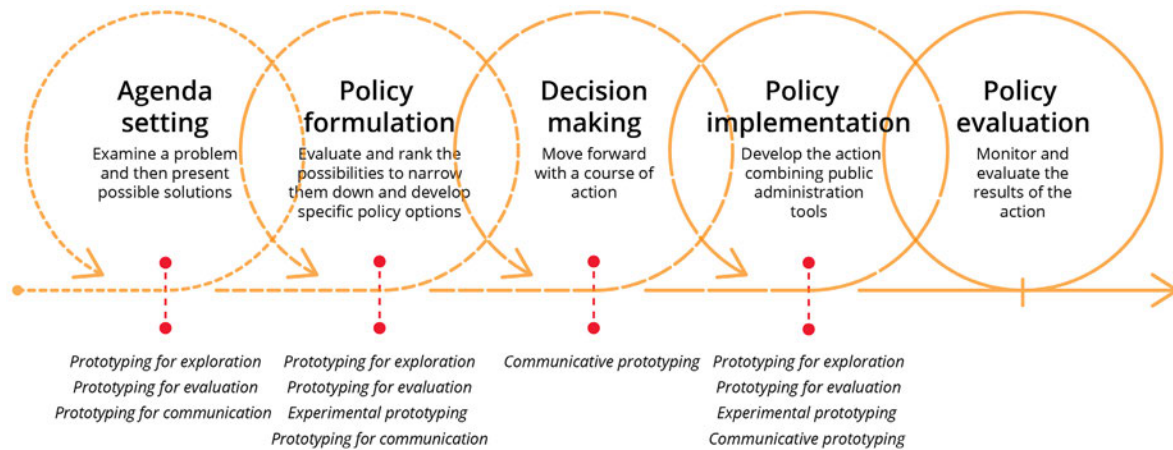 Agenda
setting
Examine a problem
and then present
possible solutions
Policy
formulation
Evaluate and rank the
possibilities to narrow
them down and develop
specific policy options
Decision
making
Move forward
with a course of
action
Policy
implementation
Develop the action
combining public
administration
tools
Policy
evaluation
Monitor and
evaluate the
results of the
action
Prototyping for exploration
Prototyping for evaluation
Prototyping for communication
Prototyping for exploration
Prototyping for evaluation
Experimental prototyping
Prototyping for communication
Communicative prototyping
Prototyping for exploration
Prototyping for evaluation
Experimental prototyping
Communicative prototyping